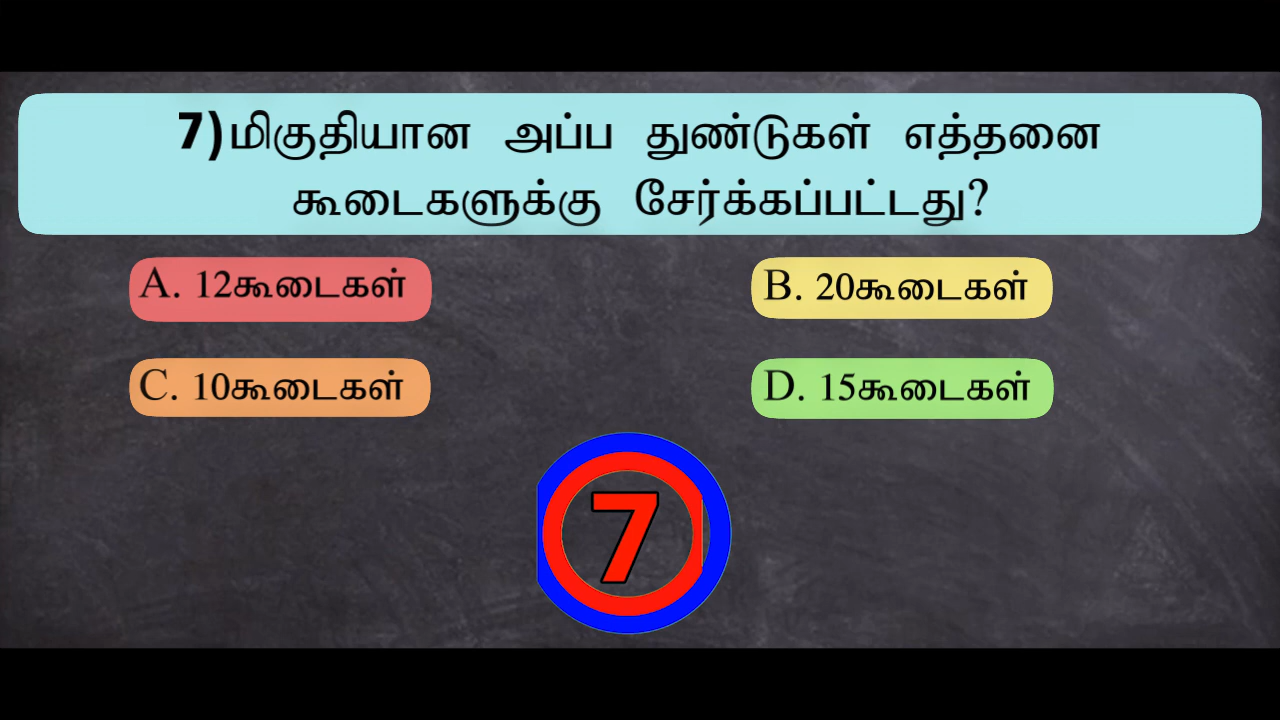 7)மிகுதியான அப்ப துண்டுகள் எத்தனை
கூடைகளுக்கு சேர்க்கப்பட்டது?
A. 12கூடைகள்
B. 20கூடைகள்
C. 10கூடைகள்
D. 15கூடைகள்
7